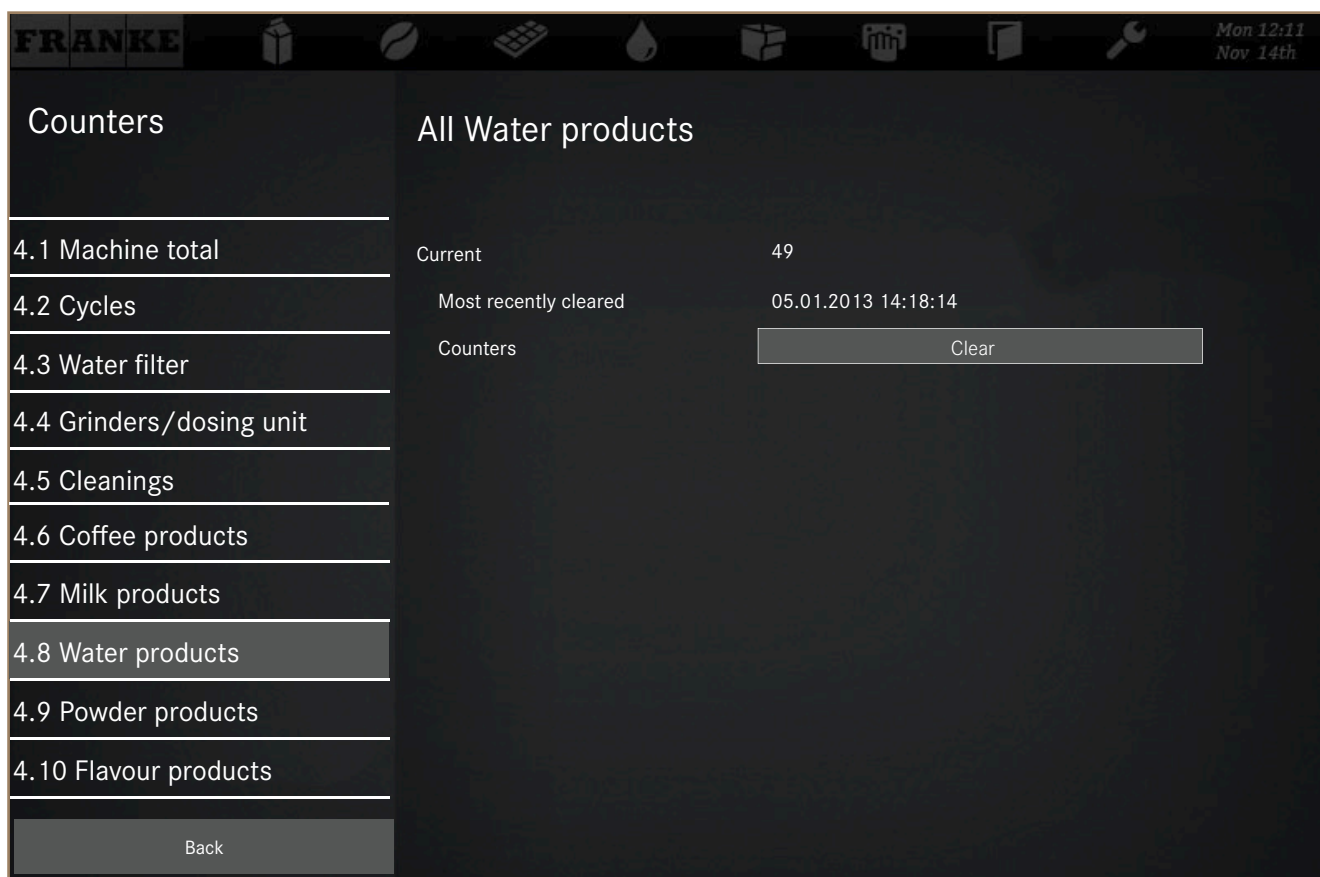 FRANKE
Mon 12:11
Nov 14th
Counters
4.1 Machine total
4.2 Cycles
4.3 Water filter
4.4 Grinders/dosing unit
4.5 Cleanings
4.6 Coffee products
4.7 Milk products
4.8 Water products
4.9 Powder products
4.10 Flavour products
Back
All Water products
Current 49
Most recently cleared 05.01.2013 14:18:14
Counters Clear